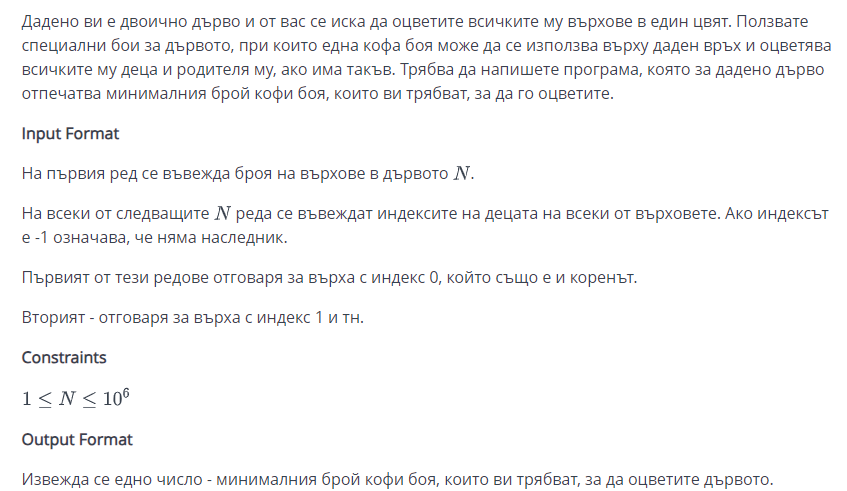 Дадено ви е двоично дърво и от вас се иска да оцветите всичките му върхове в един цвят. Ползвате
специални бои за дървото, при които една кофа боя може да се използва върху даден връх и оцветява
всичките му деца и родителя му, ако има такъв. Трябва да напишете програма, която за дадено дърво
отпечатва минималния брой кофи боя, които ви трябват, за да го оцветите.
Input Format
На първия ред се въвежда броя на върхове в дървото N.
На всеки от следващите N реда се въвеждат индексите на децата на всеки от върховете. Ако индексът
е -1 означава, че няма наследник.
Първият от тези редове отговаря за върха с индекс 0, който също е и коренът.
Вторият - отговаря за върха с индекс 1 и тн.
Constraints
1 ≤ N ≤ 10⁶
Output Format
Извежда се едно число - минималния брой кофи боя, които ви трябват, за да оцветите дървото.